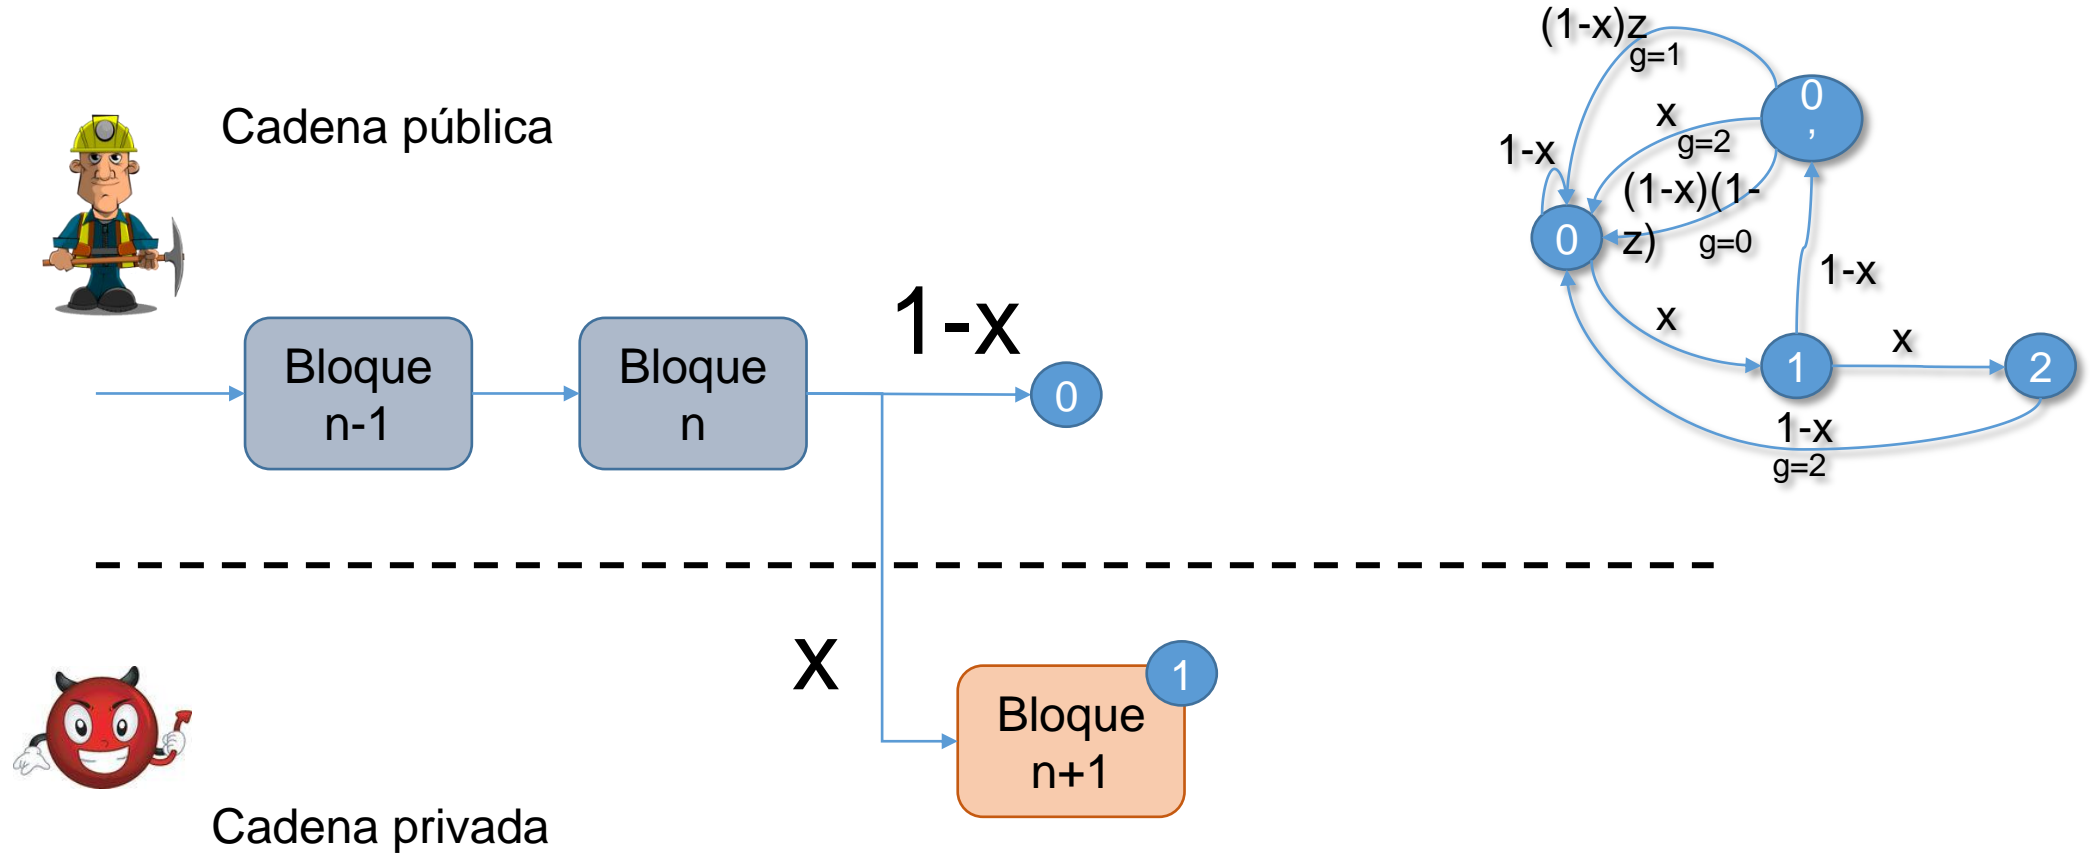 (1-x)z
g=1
0
,
Cadena pública
x
g=2
1-x
(1-x)(1-
z)
g=0
0
1-x
1-x
x
x
1
2
Bloque
n-1
Bloque
n
0
1-x
g=2
x
1
Bloque
n+1
Cadena privada